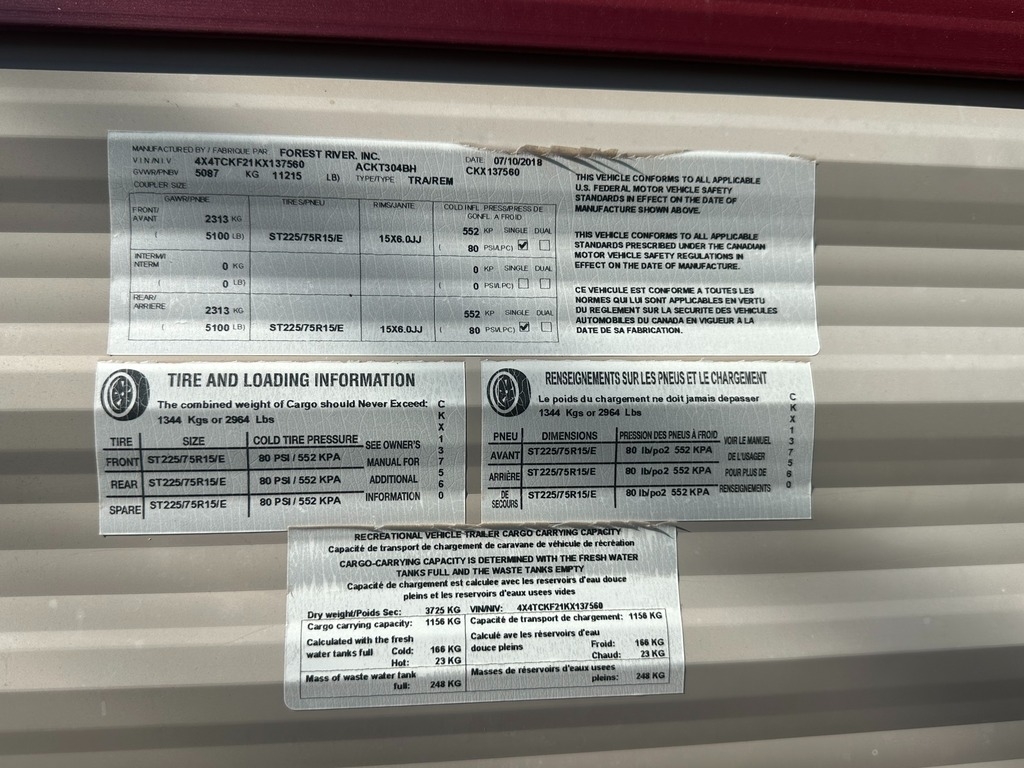 MANUFACTURED BY / FABRIQUE PAR FOREST RIVER, INC. DATE 07/10/2018
V.I.N/N.I.V 4X4TCKF21KX137560 ACKT304BH CKX137560
GVWR/PNBV 5087 KG 11215 LB) TYPE/TYPE TRA/REM
COUPLER SIZE
GAWR/PNBE TIRES/PNEU RIMS/JANTE COLD INFL PRESS/PRESS DE
GONFL A FROID
FRONT/
AVANT 2313 KG 552 KP SINGLE DUAL
( 5100 LB) ST225/75R15/E 15X6.0JJ ( 80 PSI/LPC)
INTERM/I
NTERM 0 KG 0 KP SINGLE DUAL
( 0 LB) ( 0 PSI/LPC)
REAR/
ARRIERE 2313 KG 552 KP SINGLE DUAL
( 5100 LB) ST225/75R15/E 15X6.0JJ ( 80 PSI/LPC)
THIS VEHICLE CONFORMS TO ALL APPLICABLE
U.S. FEDERAL MOTOR VEHICLE SAFETY
STANDARDS IN EFFECT ON THE DATE OF
MANUFACTURE SHOWN ABOVE.
THIS VEHICLE CONFORMS TO ALL APPLICABLE
STANDARDS PRESCRIBED UNDER THE CANADIAN
MOTOR VEHICLE SAFETY REGULATIONS IN
EFFECT ON THE DATE OF MANUFACTURE.
CE VEHICULE EST CONFORME A TOUTES LES
NORMES QUI LUI SONT APPLICABLES EN VERTU
DU REGLEMENT SUR LA SECURITE DES VEHICULES
AUTOMOBILES DU CANADA EN VIGUEUR A LA
DATE DE SA FABRICATION.
TIRE AND LOADING INFORMATION
The combined weight of Cargo should Never Exceed:
1344 Kgs or 2964 Lbs
TIRE SIZE COLD TIRE PRESSURE SEE OWNER'S
FRONT ST225/75R15/E 80 PSI / 552 KPA MANUAL FOR
REAR ST225/75R15/E 80 PSI / 552 KPA ADDITIONAL
SPARE ST225/75R15/E 80 PSI / 552 KPA INFORMATION
CKX137560
RENSEIGNEMENTS SUR LES PNEUS ET LE CHARGEMENT
Le poids du chargement ne doit jamais depasser
1344 Kgs or 2964 Lbs
PNEU DIMENSIONS PRESSION DES PNEUS À FROID VOIR LE MANUEL
AVANT ST225/75R15/E 80 lb/po2 552 KPA DE L'USAGER
ARRIÈRE ST225/75R15/E 80 lb/po2 552 KPA POUR PLUS DE
DE
SECOURS ST225/75R15/E 80 lb/po2 552 KPA RENSEIGNEMENTS
CKX137560
RECREATIONAL VEHICLE TRAILER CARGO CARRYING CAPACITY
Capacité de transport de chargement de caravane de véhicule de récréation
CARGO-CARRYING CAPACITY IS DETERMINED WITH THE FRESH WATER
TANKS FULL AND THE WASTE TANKS EMPTY
Capacité de chargement est calculee avec les reservoirs d'eau douce
pleins et les reservoirs d'eaux usees vides
Dry weight/Poids Sec: 3725 KG VIN/NIV: 4X4TCKF21KX137560
Cargo carrying capacity: 1156 KG Capacité de transport de chargement: 1156 KG
Calculated with the fresh
water tanks full Cold: 166 KG
Hot: 23 KG
Calculé ave les réservoirs d'eau
douce pleins Froid: 166 KG
Chaud: 23 KG
Mass of waste water tank
full: 248 KG
Masses de réservoirs d'eaux usees
pleins: 248 KG